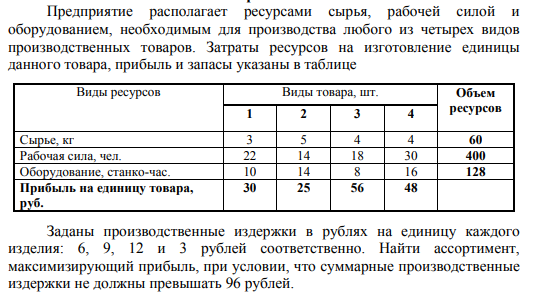 Предприятие располагает ресурсами сырья, рабочей силой и
оборудованием, необходимым для производства любого из четырех видов
производственных товаров. Затраты ресурсов на изготовление единицы
данного товара, прибыль и запасы указаны в таблице
Виды ресурсов Виды товара, шт. Объем ресурсов
1 2 3 4
Сырье, кг 3 5 4 4 60
Рабочая сила, чел. 22 14 18 30 400
Оборудование, станко-час. 10 14 8 16 128
Прибыль на единицу товара, 30 25 56 48
руб.
Заданы производственные издержки в рублях на единицу каждого
изделия: 6, 9, 12 и 3 рублей соответственно. Найти ассортимент,
максимизирующий прибыль, при условии, что суммарные производственные
издержки не должны превышать 96 рублей.